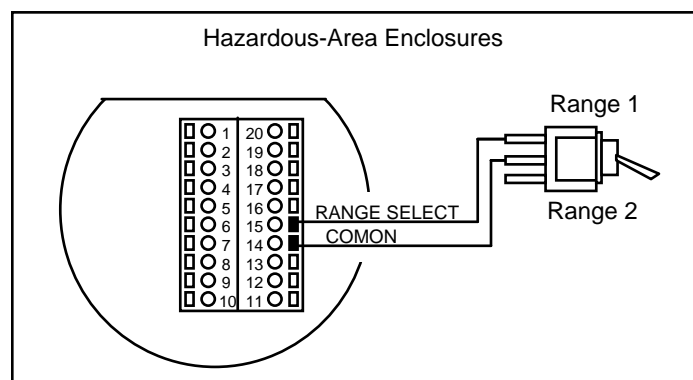 Hazardous-Area Enclosures
Range 1
1 20
2 19
3 18
4 17
5 16
6 15 RANGE SELECT
7 14 COMON
8 13
9 12
10 11
Range 2